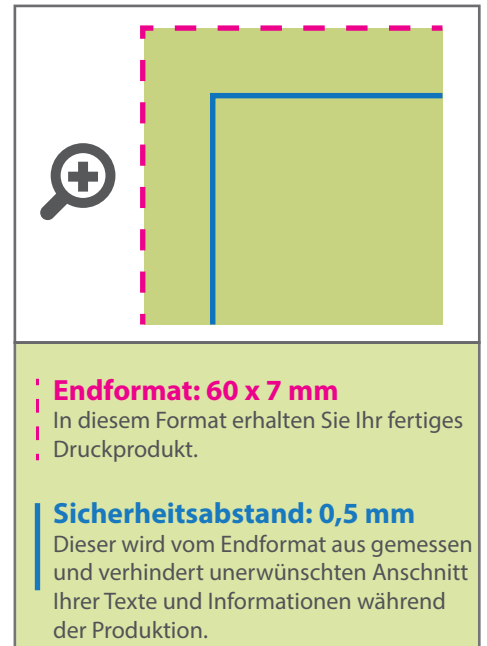 Endformat: 60 x 7 mm
In diesem Format erhalten Sie Ihr fertiges
Druckprodukt.
Sicherheitsabstand: 0,5 mm
Dieser wird vom Endformat aus gemessen
und verhindert unerwünschten Anschnitt
Ihrer Texte und Informationen während
der Produktion.